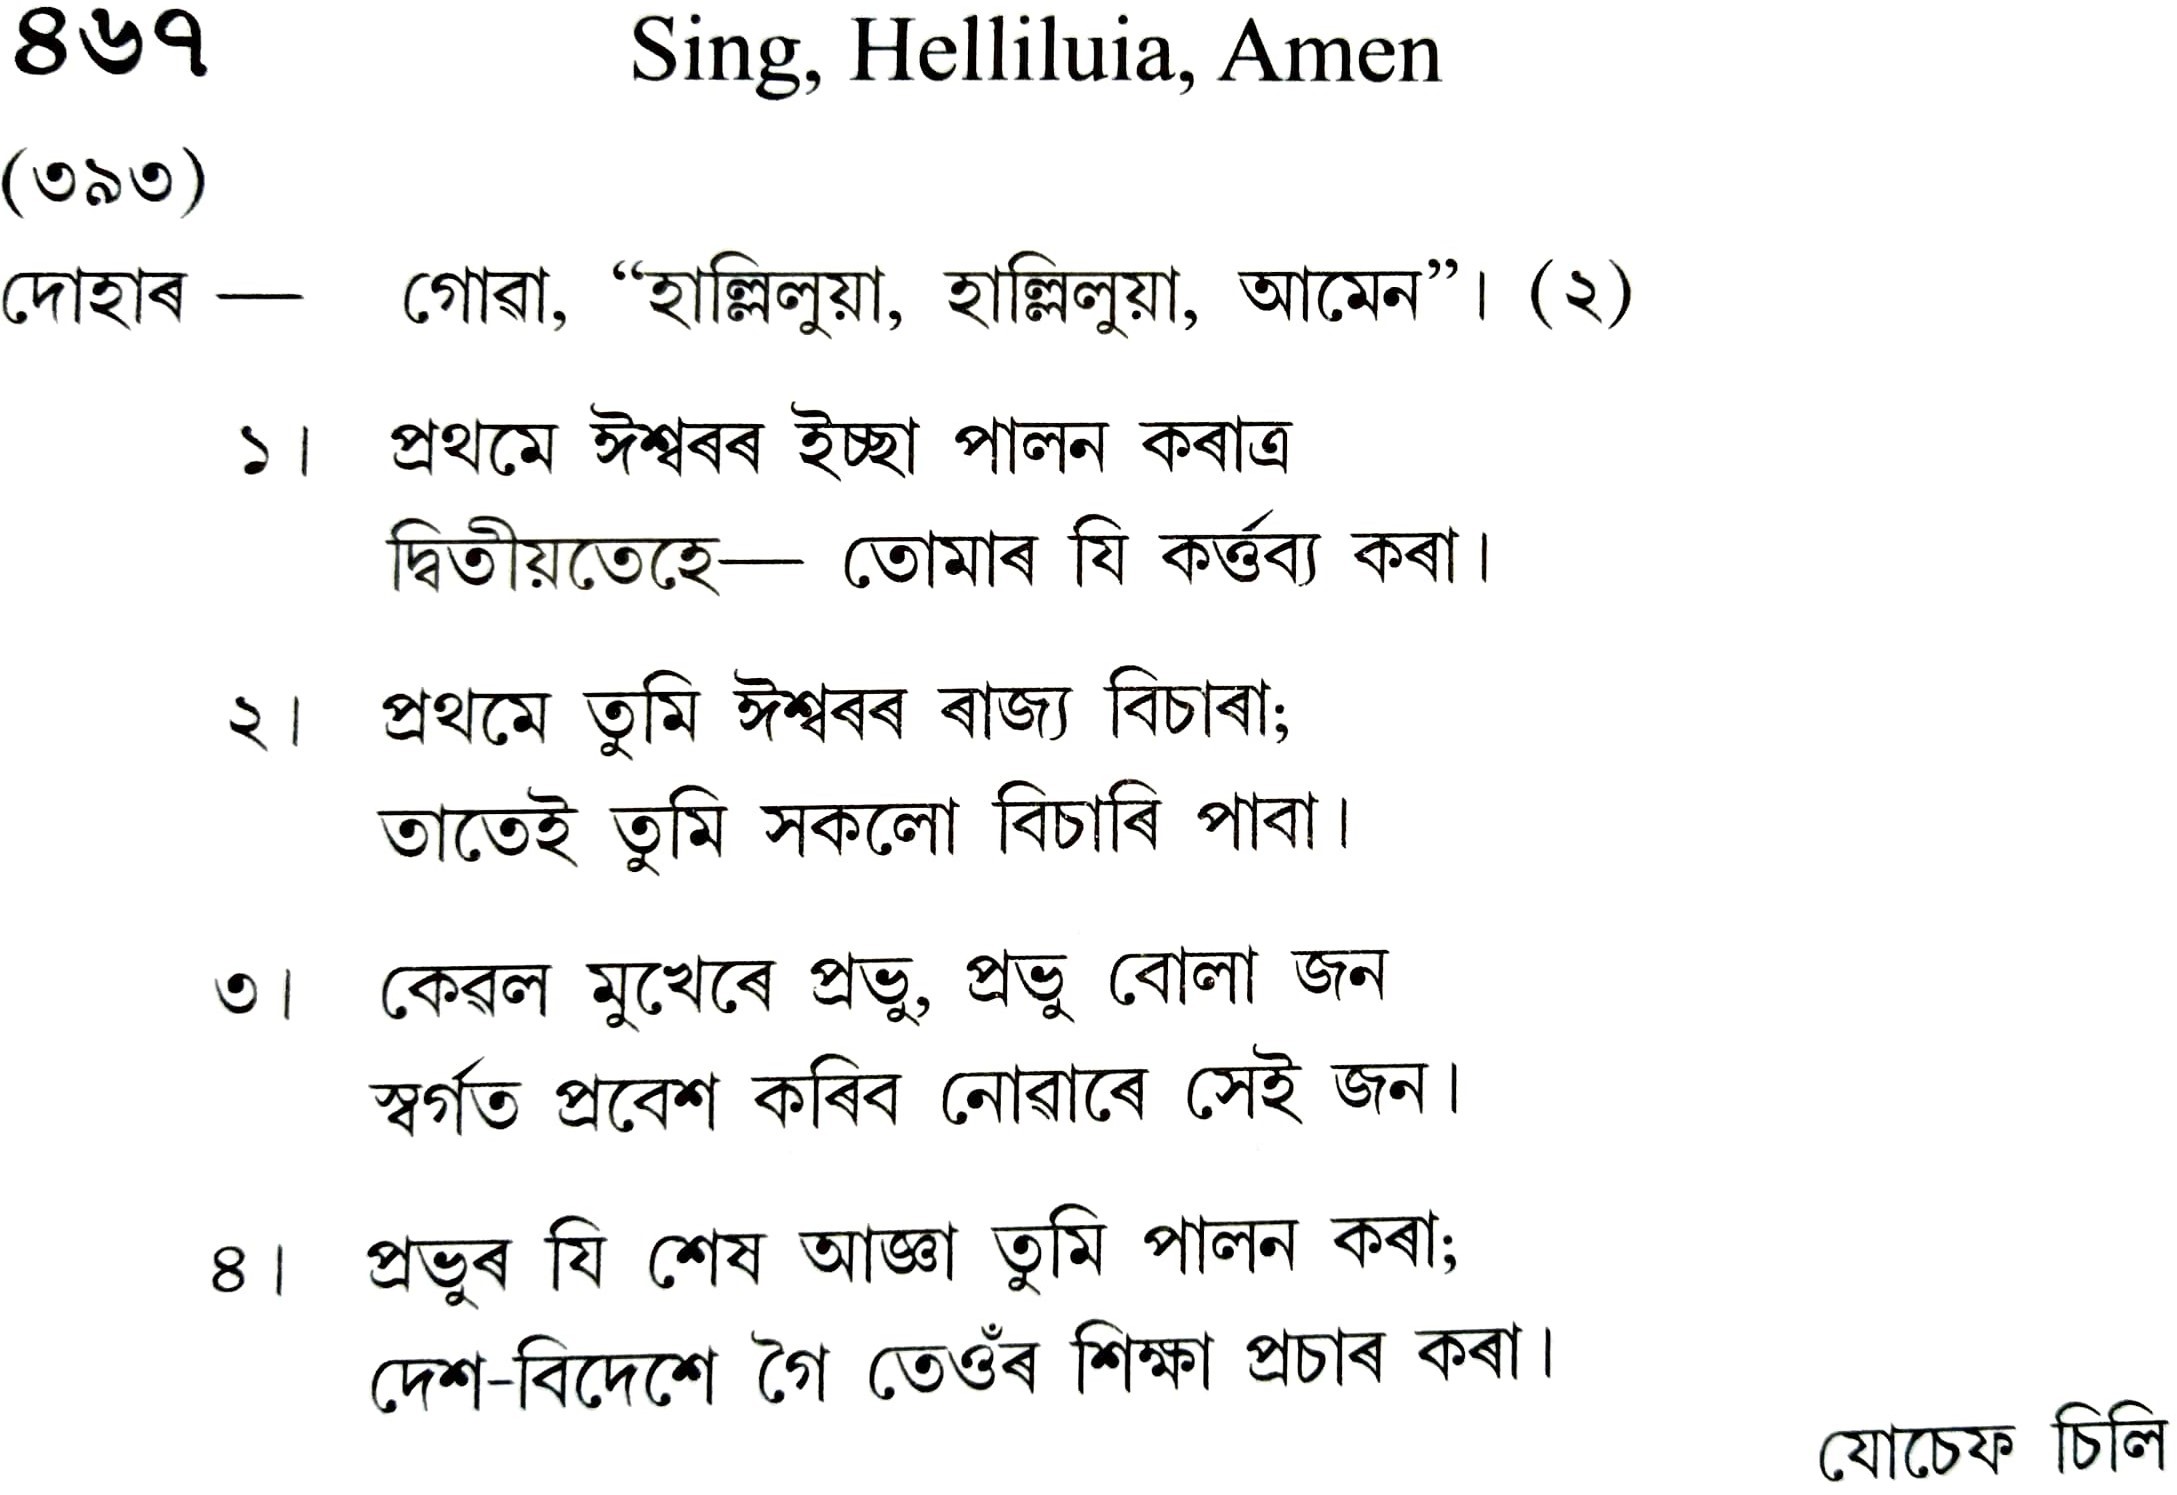 ৪৬৭ Sing, Helliluia, Amen
(৩৯৩)
দোহাৰ — গোৱা, “হাল্লিলুয়া, হাল্লিলুয়া, আমেন”। (২)
১। প্ৰথমে ঈশ্বৰৰ ইচ্ছা পালন কৰাত্ৰ
দ্বিতীয়তেহে— তোমাৰ যি কৰ্ত্তব্য কৰা।
২। প্ৰথমে তুমি ঈশ্বৰৰ ৰাজ্য বিচাৰা;
তাতেই তুমি সকলো বিচাৰি পাবা।
৩। কেৱল মুখেৰে প্ৰভু, প্ৰভু বোলা জন
স্বৰ্গত প্ৰবেশ কৰিব নোৱাৰে সেই জন।
৪। প্ৰভুৰ যি শেষ আজ্ঞা তুমি পালন কৰা;
দেশ-বিদেশে গৈ তেওঁৰ শিক্ষা প্ৰচাৰ কৰা।
যোচেফ চিলি